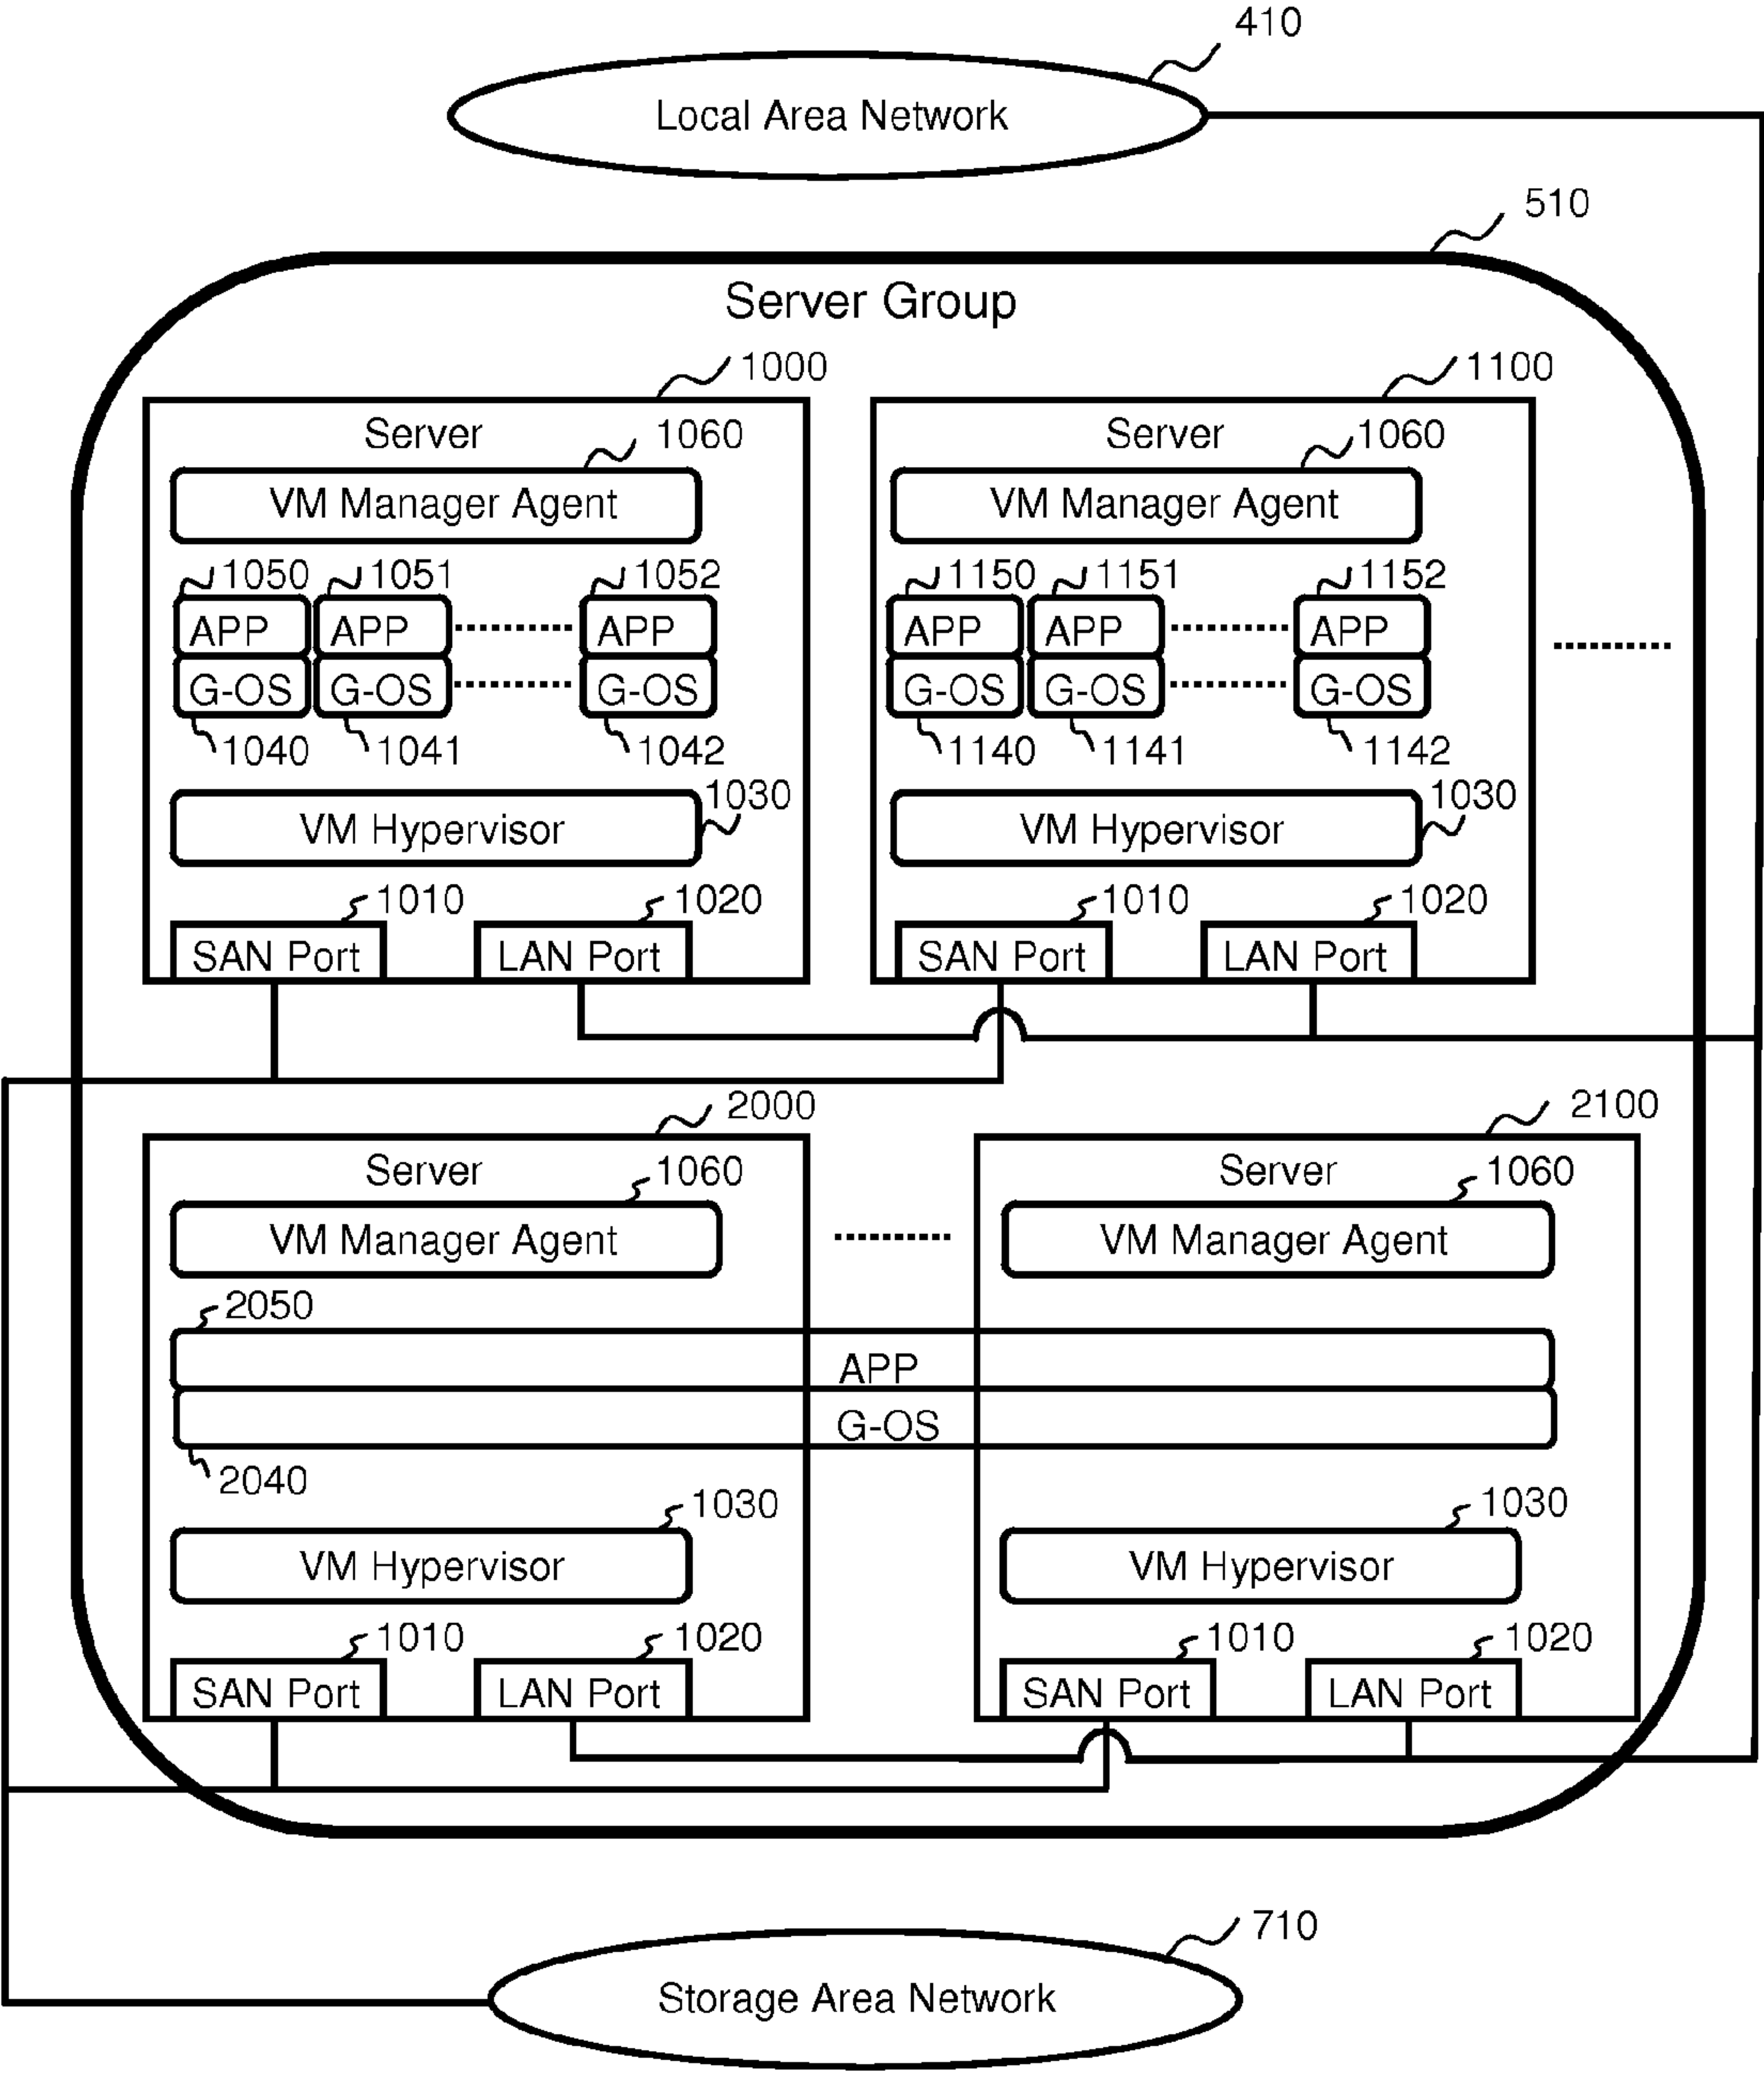 410
Local Area Network
510
Server Group
1000
1100
Server
1060
Server
1060
VM Manager Agent
VM Manager Agent
1050
1051
1052
1150
1151
1152
APP
APP
APP
APP
APP
APP
G-OS
G-OS
G-OS
G-OS
G-OS
G-OS
1040
1041
1042
1140
1141
1142
1030
1030
VM Hypervisor
VM Hypervisor
1010
1020
1010
1020
SAN Port
LAN Port
SAN Port
LAN Port
2000
2100
Server
1060
Server
1060
VM Manager Agent
VM Manager Agent
2050
APP
G-OS
2040
1030
1030
VM Hypervisor
VM Hypervisor
1010
1020
1010
1020
SAN Port
LAN Port
SAN Port
LAN Port
710
Storage Area Network